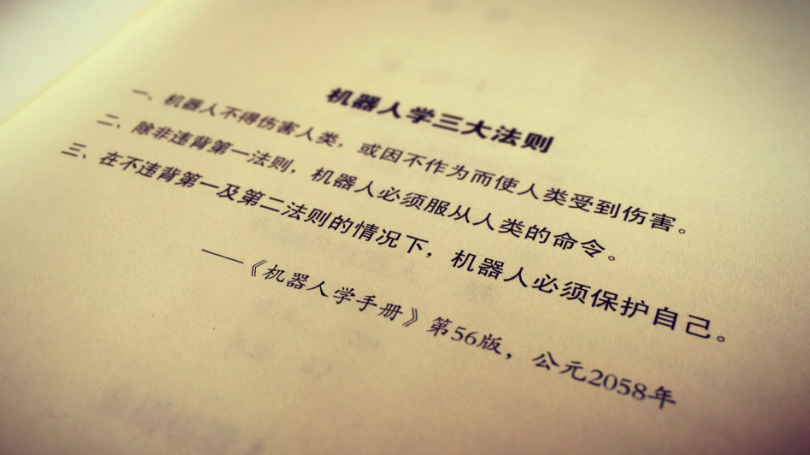 机器人学三大法则
一、机器人不得伤害人类，或因不作为而使人类受到伤害。
二、除非违背第一法则，机器人必须服从人类的命令。
三、在不违背第一及第二法则的情况下，机器人必须保护自己。
——《机器人学手册》第56版，公元2058年